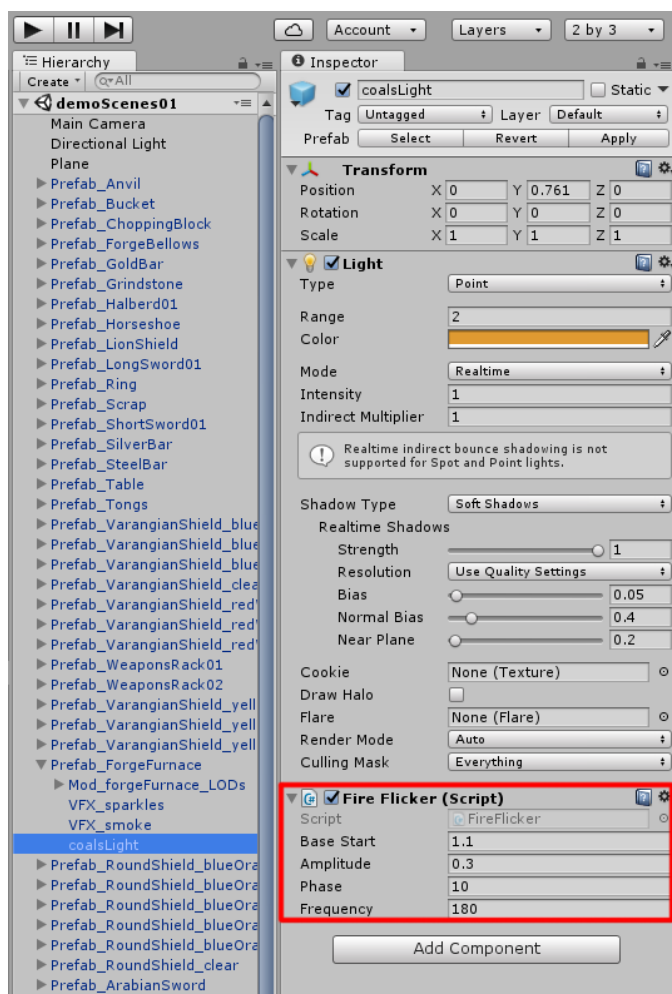 Account
Layers
2 by 3
Hierarchy
Create
All
demoScenes01
Main Camera
Directional Light
Plane
Prefab_Anvil
Prefab_Bucket
Prefab_ChoppingBlock
Prefab_ForgeBellows
Prefab_GoldBar
Prefab_Grindstone
Prefab_Halberd01
Prefab_Horseshoe
Prefab_LionShield
Prefab_LongSword01
Prefab_Ring
Prefab_Scrap
Prefab_ShortSword01
Prefab_SilverBar
Prefab_SteelBar
Prefab_Table
Prefab_Tongs
Prefab_VarangianShield_blue
Prefab_VarangianShield_blue
Prefab_VarangianShield_blue
Prefab_VarangianShield_clea
Prefab_VarangianShield_red
Prefab_VarangianShield_red
Prefab_VarangianShield_red
Prefab_WeaponsRack01
Prefab_WeaponsRack02
Prefab_VarangianShield_yell
Prefab_VarangianShield_yell
Prefab_VarangianShield_yell
Prefab_ForgeFurnace
Mod_forgeFurnace_LODs
VFX_sparkles
VFX_smoke
coalsLight
Prefab_RoundShield_blueOra
Prefab_RoundShield_blueOra
Prefab_RoundShield_blueOra
Prefab_RoundShield_blueOra
Prefab_RoundShield_blueOra
Prefab_RoundShield_clear
Prefab_ArabianSword
Inspector
coalsLight Static
Tag Untagged Layer Default
Prefab Select Revert Apply
Transform
Position X 0 Y 0.761 Z 0
Rotation X 0 Y 0 Z 0
Scale X 1 Y 1 Z 1
Light
Type Point
Range 2
Color
Mode Realtime
Intensity 1
Indirect Multiplier 1
Realtime indirect bounce shadowing is not
supported for Spot and Point lights.
Shadow Type Soft Shadows
Realtime Shadows
Strength 1
Resolution Use Quality Settings
Bias 0.05
Normal Bias 0.4
Near Plane 0.2
Cookie None (Texture)
Draw Halo
Flare None (Flare)
Render Mode Auto
Culling Mask Everything
Fire Flicker (Script)
Script FireFlicker
Base Start 1.1
Amplitude 0.3
Phase 10
Frequency 180
Add Component